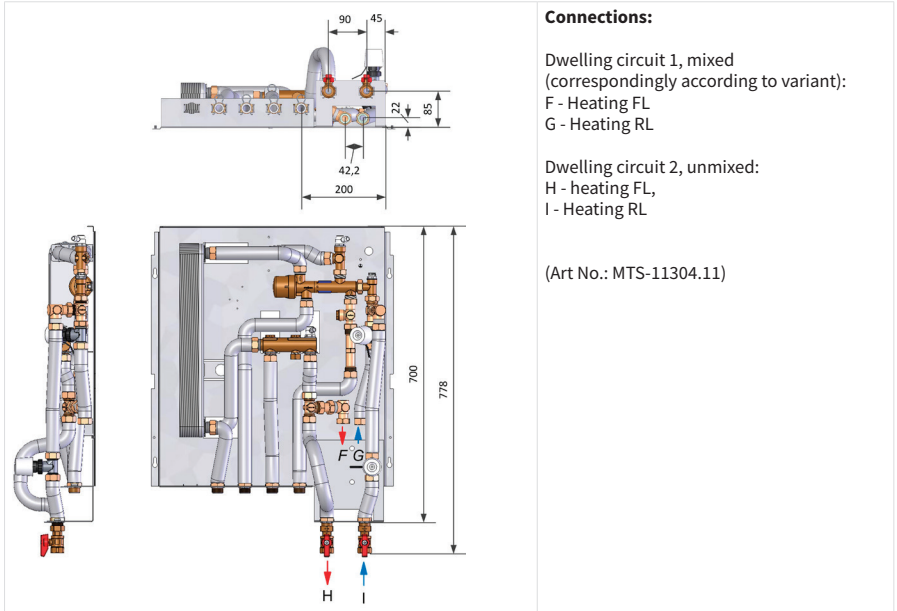 90
45
22
85
42,2
200
700
778
F
G
H
I
Connections:
Dwelling circuit 1, mixed
(correspondingly according to variant):
F - Heating FL
G - Heating RL
Dwelling circuit 2, unmixed:
H - heating FL,
I - Heating RL
(Art No.: MTS-11304.11)